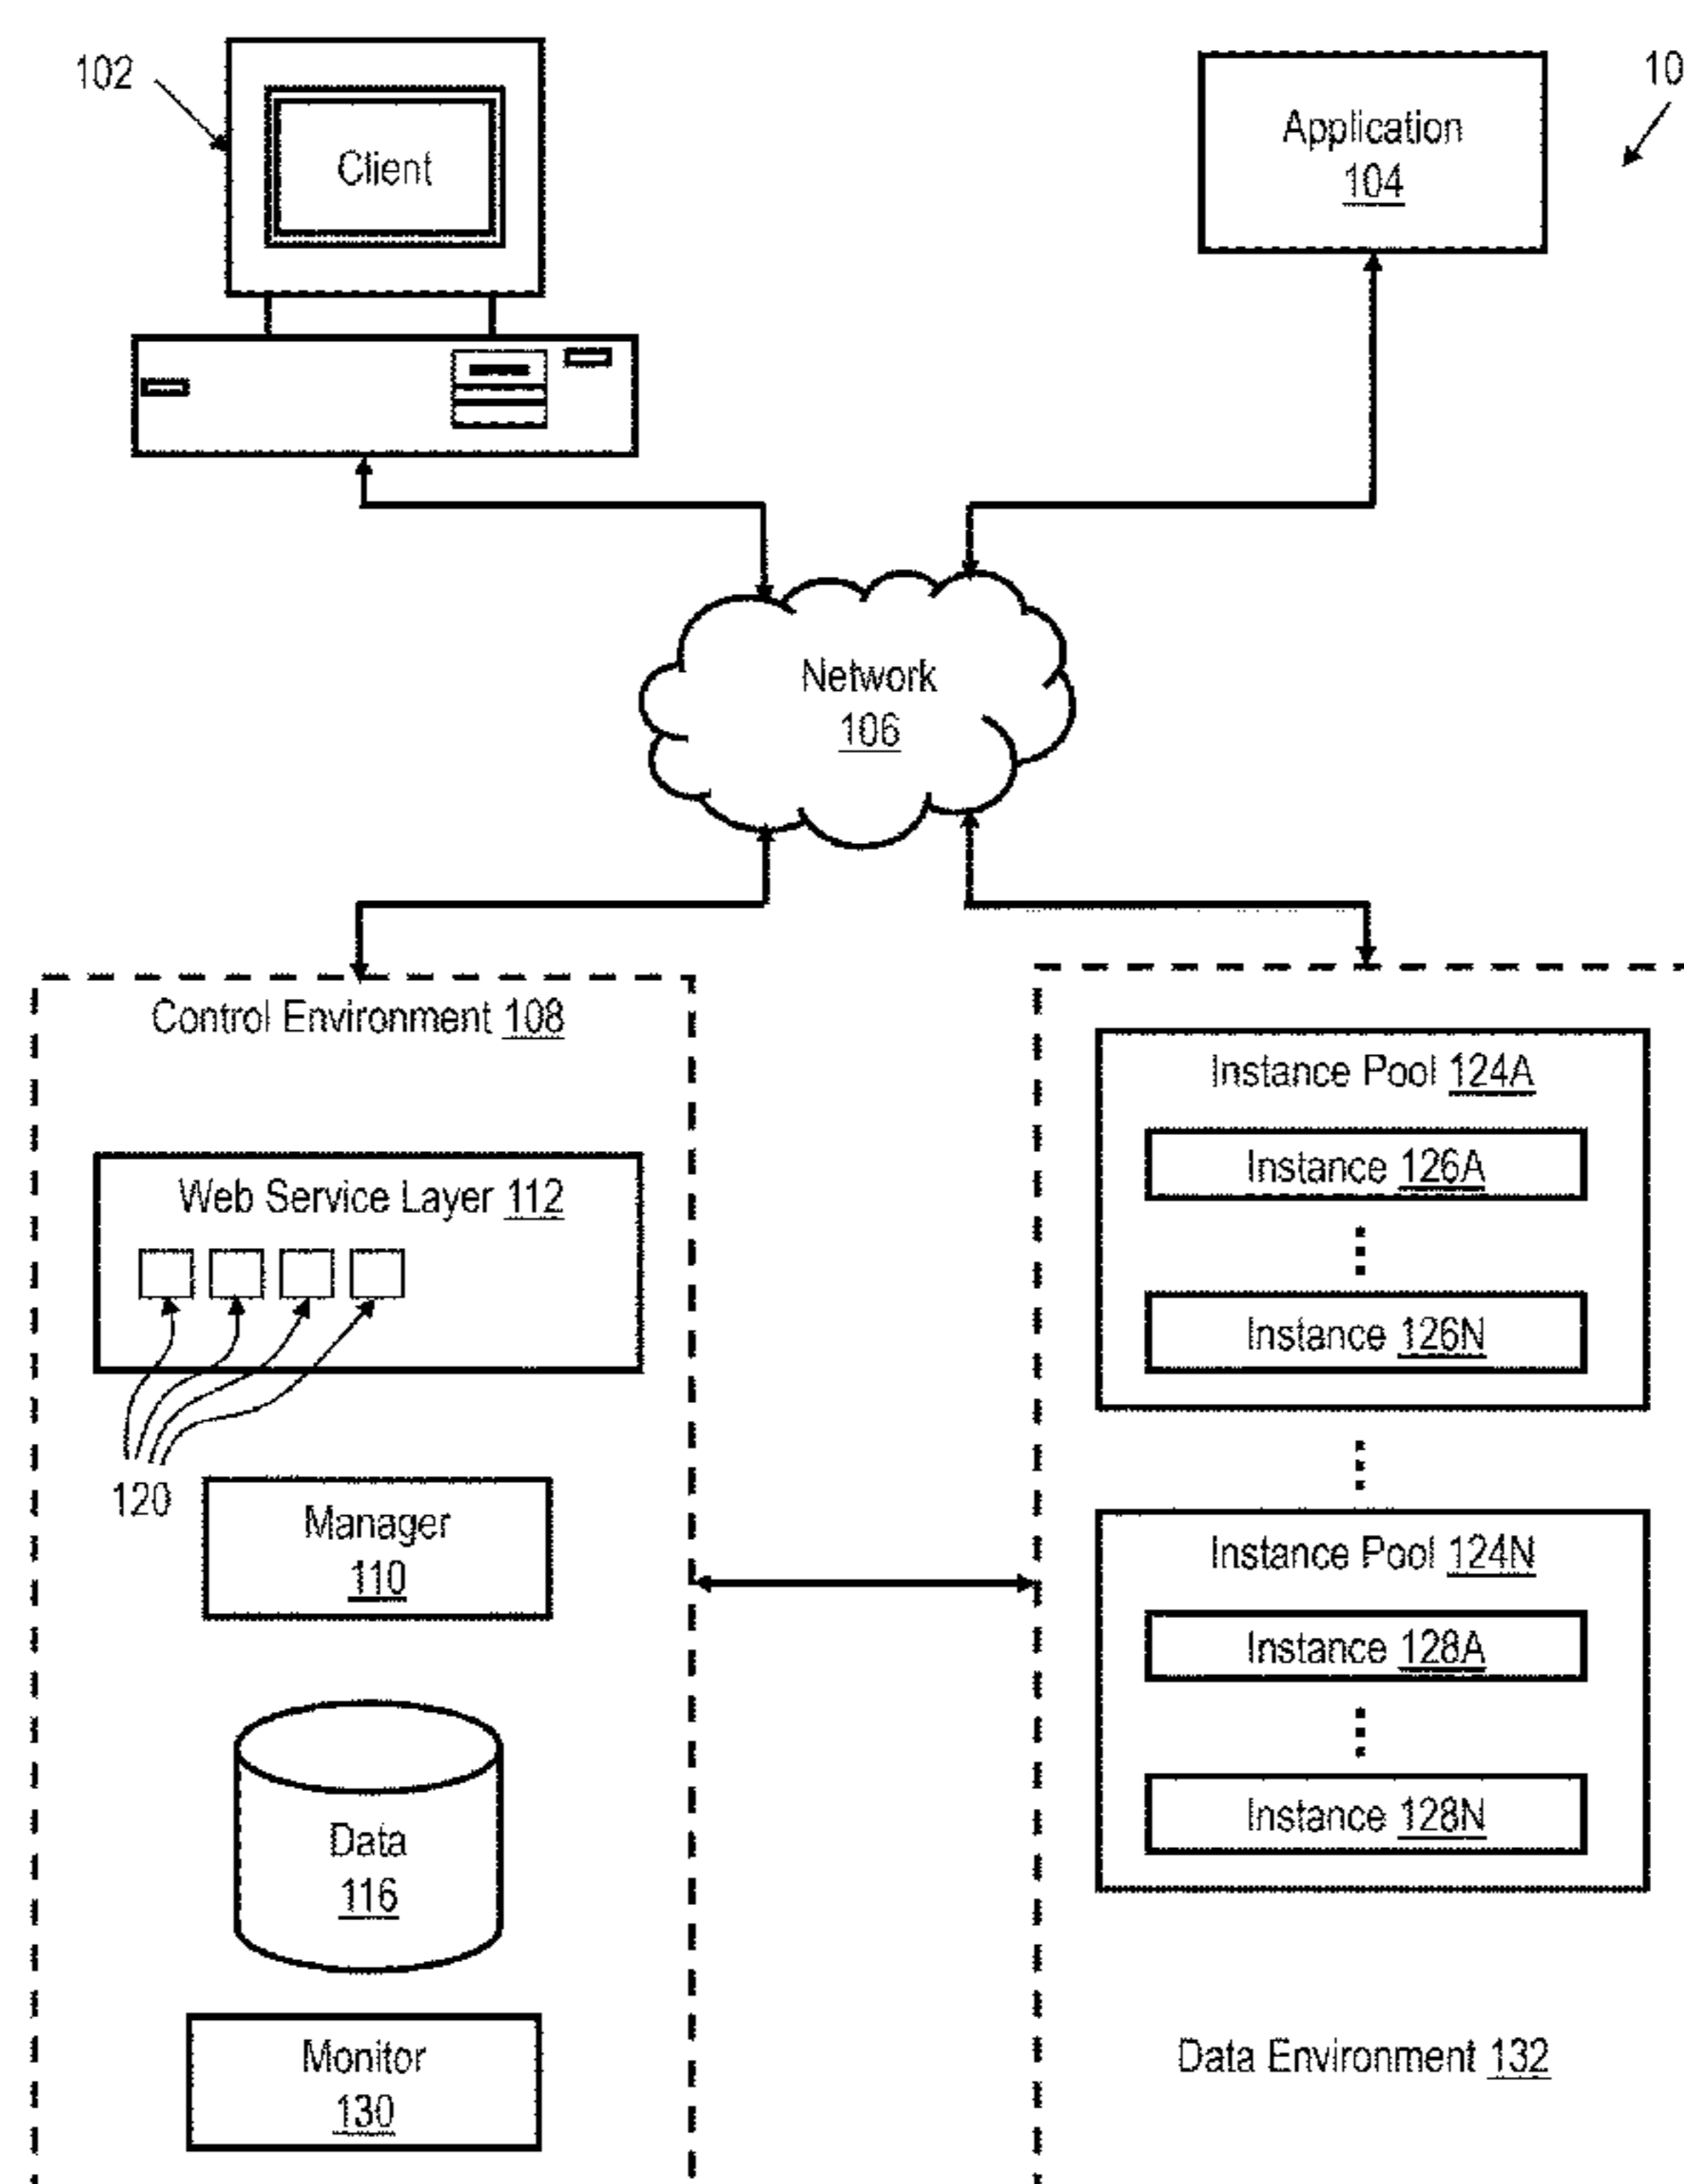 102
Client
Application
104
10
Network
106
Control Environment 108
Web Service Layer 112
120
Manager
110
Data
116
Monitor
130
Instance Pool 124A
Instance 126A
Instance 126N
Instance Pool 124N
Instance 128A
Instance 128N
Data Environment 132